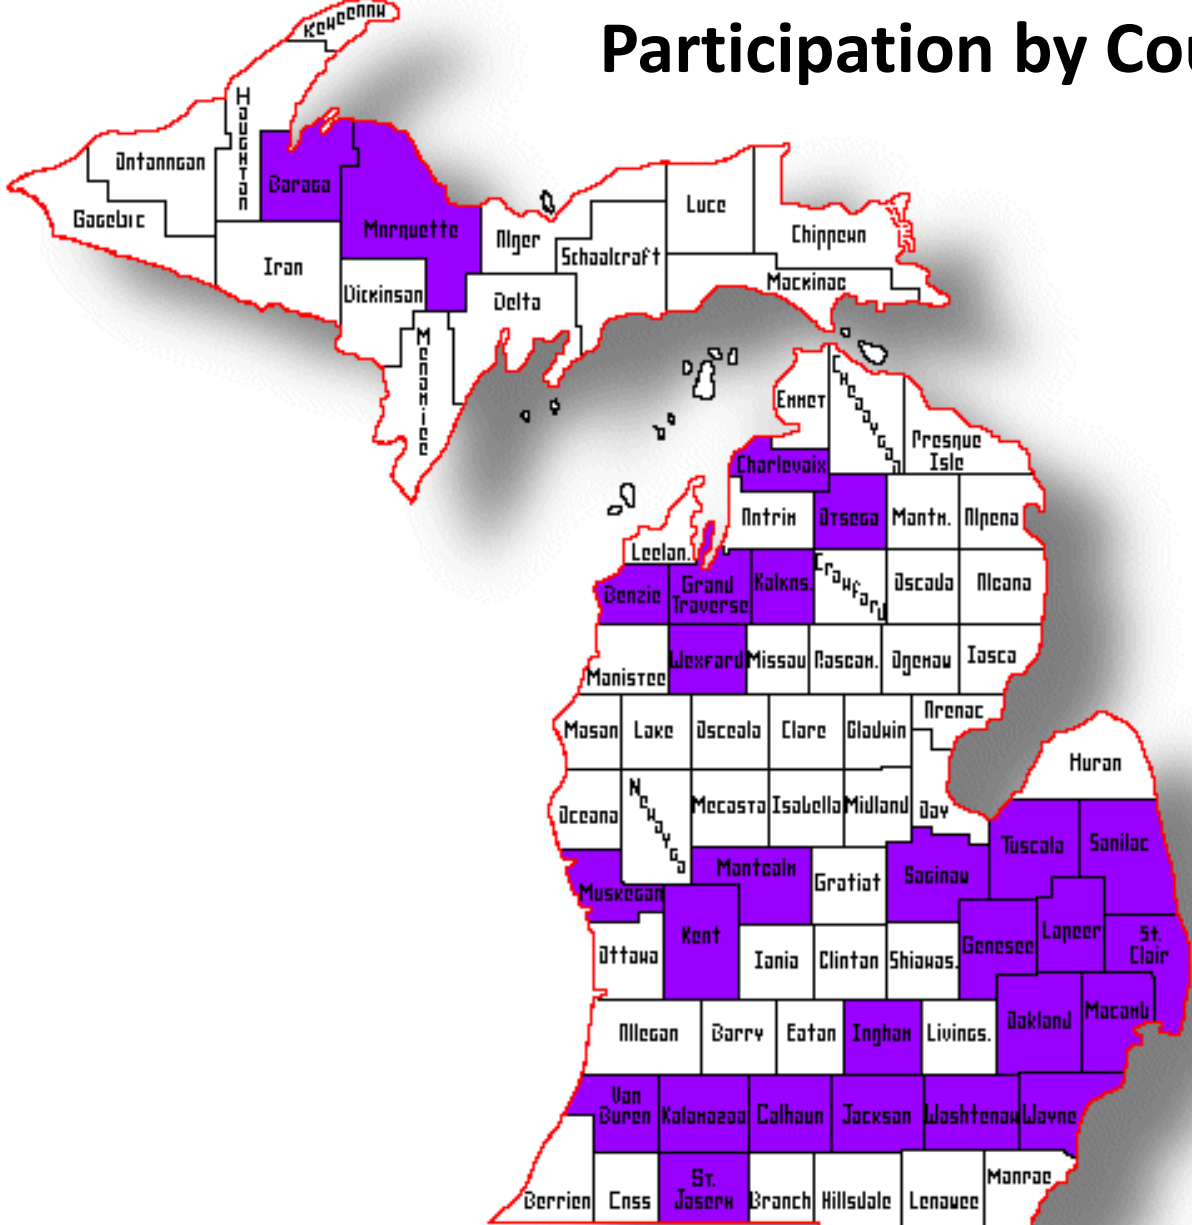 Participation by Cou
Keweenaw
Houghton
Ontonagon
Baraga
Gogebic
Marquette
Luce
Alger
Chippewa
Schoolcraft
Iron
Dickinson
Delta
Mackinac
Menominee
Emmet
Cheboygan
Presque
Isle
Charlevoix
Antrim
Otsego
Montm.
Alpena
Leelan.
Benzie
Grand
Traverse
Kalkas.
Crawford
Oscoda
Alcona
Manistee
Wexford
Missau
Roscom.
Ogemaw
Iosco
Mason
Lake
Osceola
Clare
Gladwin
Arenac
Huron
Oceana
Newaygo
Mecosta
Isabella
Midland
Bay
Tuscola
Sanilac
Muskegon
Montcalm
Gratiot
Saginaw
Kent
Genesee
Lapeer
St.
Clair
Ottawa
Ionia
Clinton
Shiawas.
Allegan
Barry
Eaton
Ingham
Livings.
Oakland
Macomb
Van
Buren
Kalamazoo
Calhoun
Jackson
Washtenaw
Wayne
Berrien
Cass
St.
Joseph
Branch
Hillsdale
Lenawee
Monroe